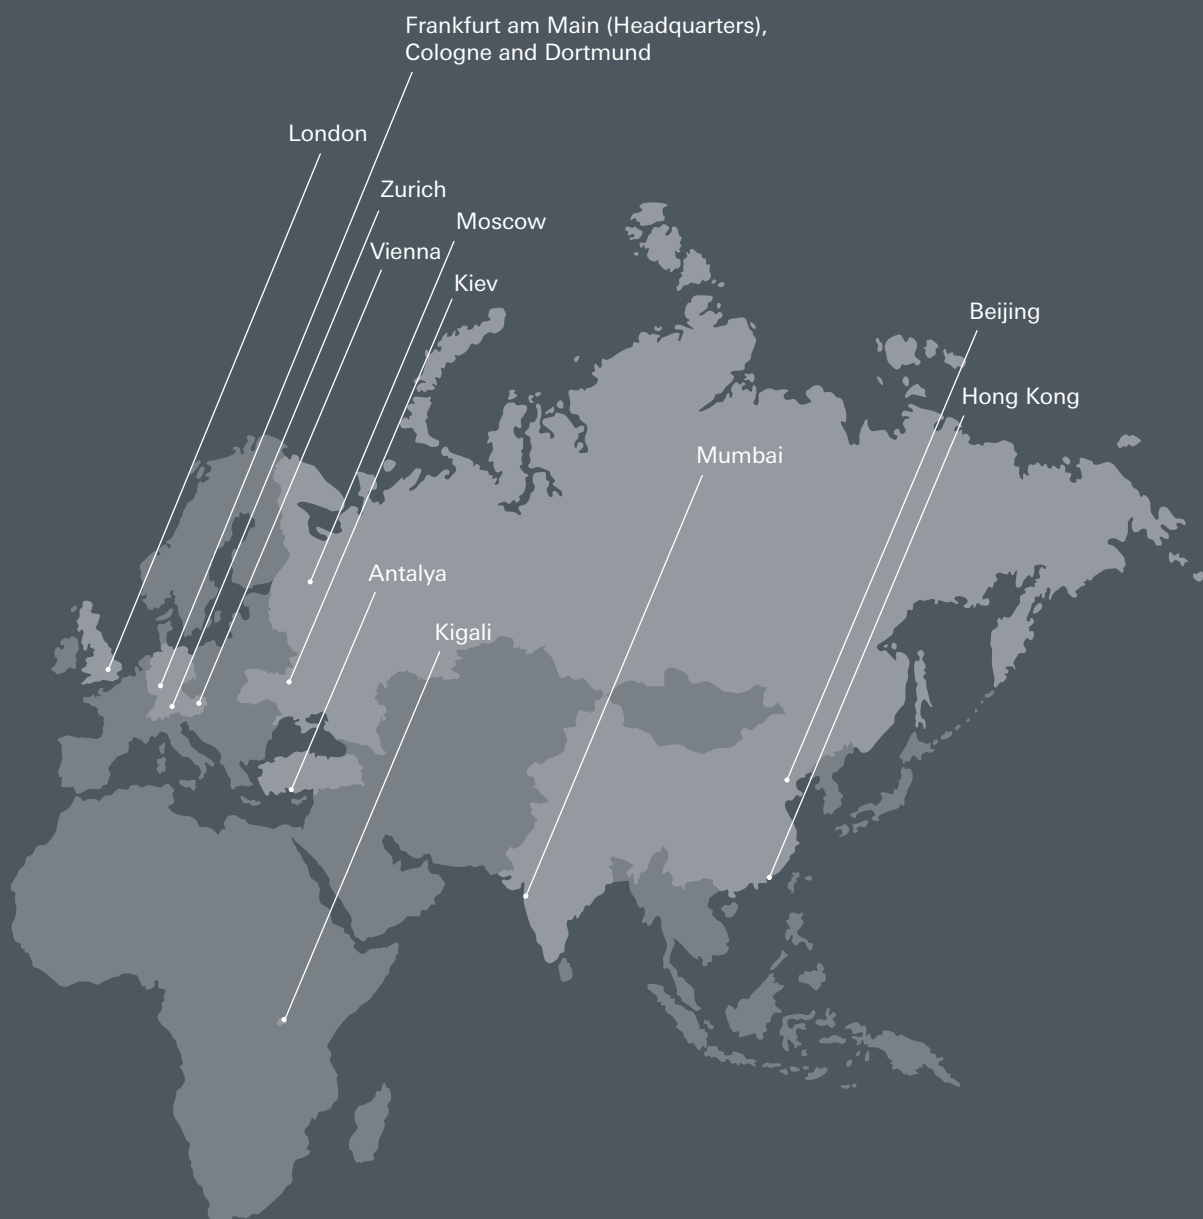 Frankfurt am Main (Headquarters),
Cologne and Dortmund
London
Zurich
Moscow
Vienna
Kiev
Beijing
Hong Kong
Mumbai
Antalya
Kigali